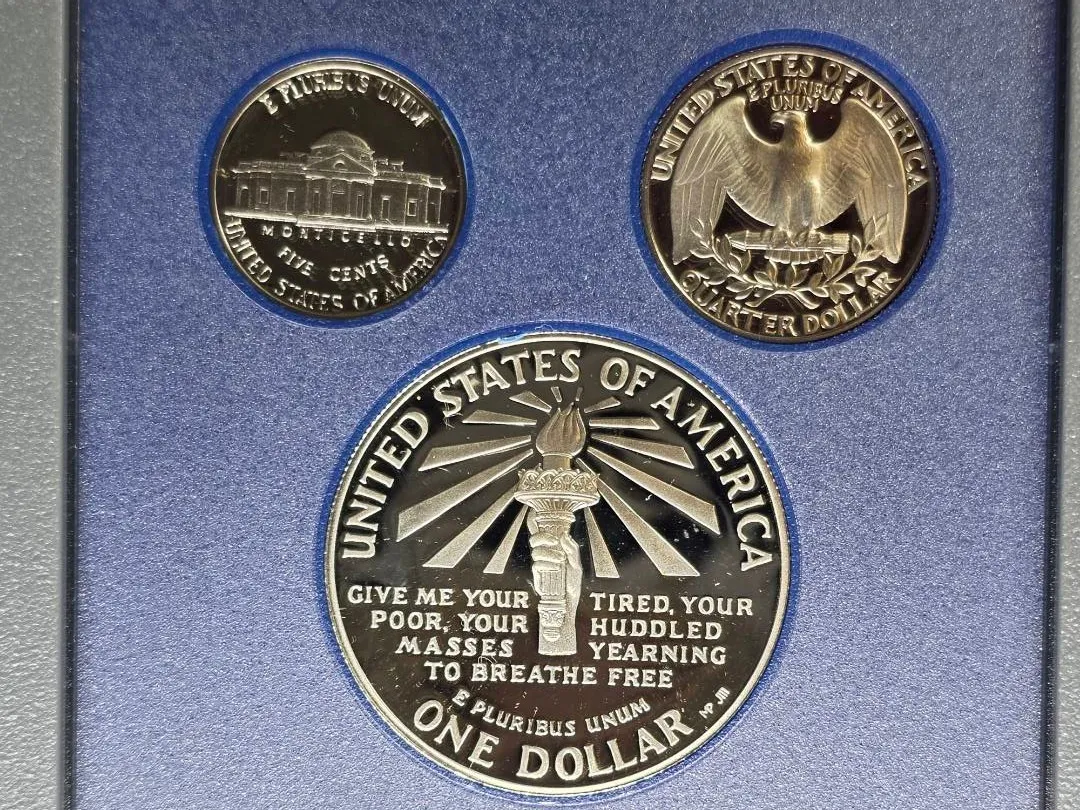 E PLURIBUS UNUM
MONTICELLO
FIVE CENTS
UNITED STATES OF AMERICA
UNITED STATES OF AMERICA
E PLURIBUS
UNUM
QUARTER DOLLAR
UNITED STATES OF AMERICA
GIVE ME YOUR TIRED, YOUR
POOR, YOUR HUDDLED
MASSES YEARNING
TO BREATHE FREE
E PLURIBUS UNUM
ONE DOLLAR
MP JM